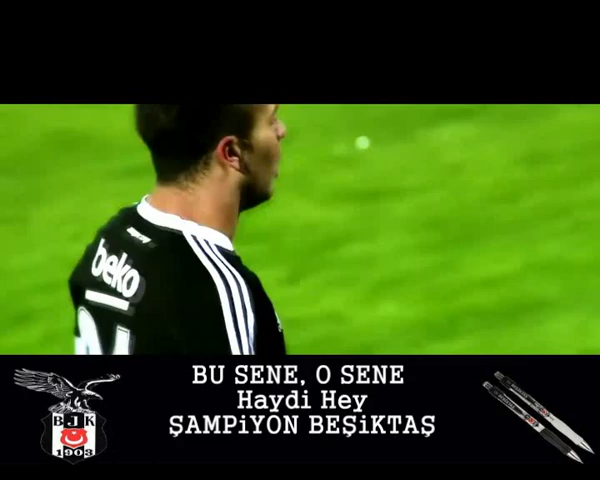 beko
BU SENE, O SENE
Haydi Hey
ŞAMPiYON BEŞiKTAŞ
BJK
1903